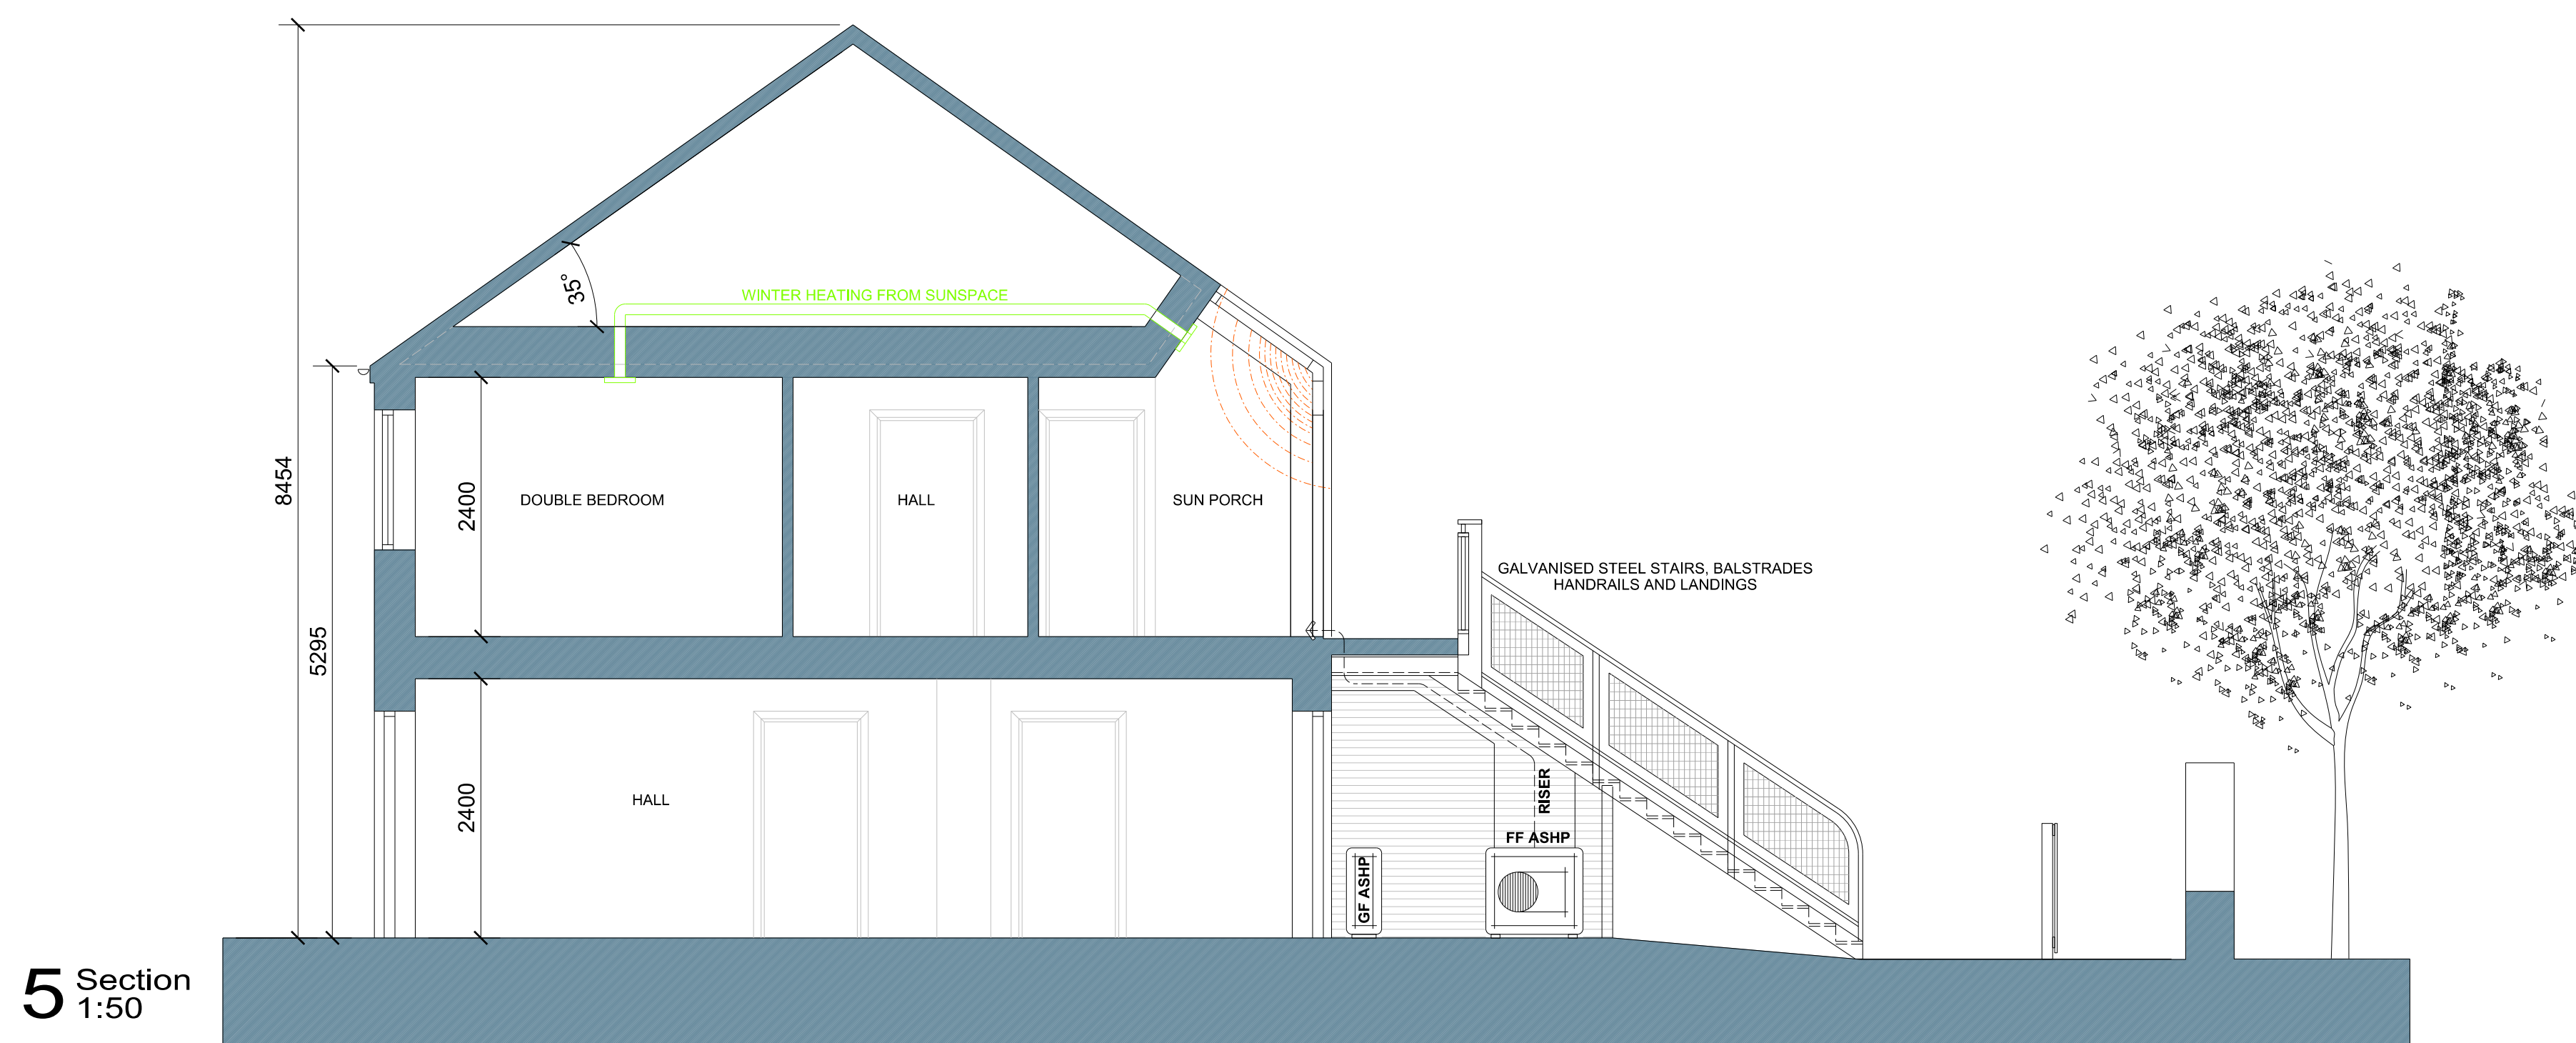 8454
35°
WINTER HEATING FROM SUNSPACE
5295
2400
DOUBLE BEDROOM
HALL
SUN PORCH
GALVANISED STEEL STAIRS, BALSTRADES
HANDRAILS AND LANDINGS
2400
HALL
RISER
FF ASHP
GF ASHP
5 Section
1:50